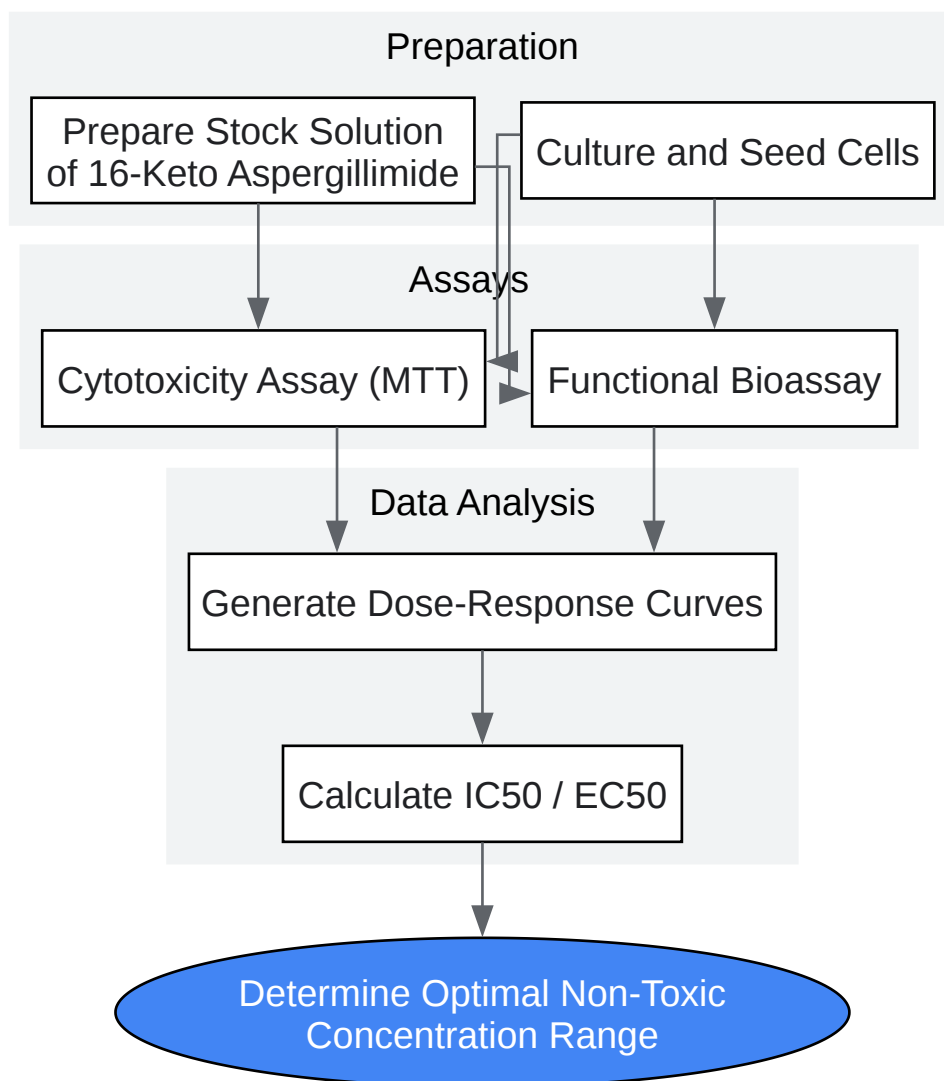 Preparation
Prepare Stock Solution
of 16-Keto Aspergillimide
Culture and Seed Cells
Assays
Cytotoxicity Assay (MTT)
Functional Bioassay
Data Analysis
Generate Dose-Response Curves
Calculate IC50 / EC50
Determine Optimal Non-Toxic
Concentration Range